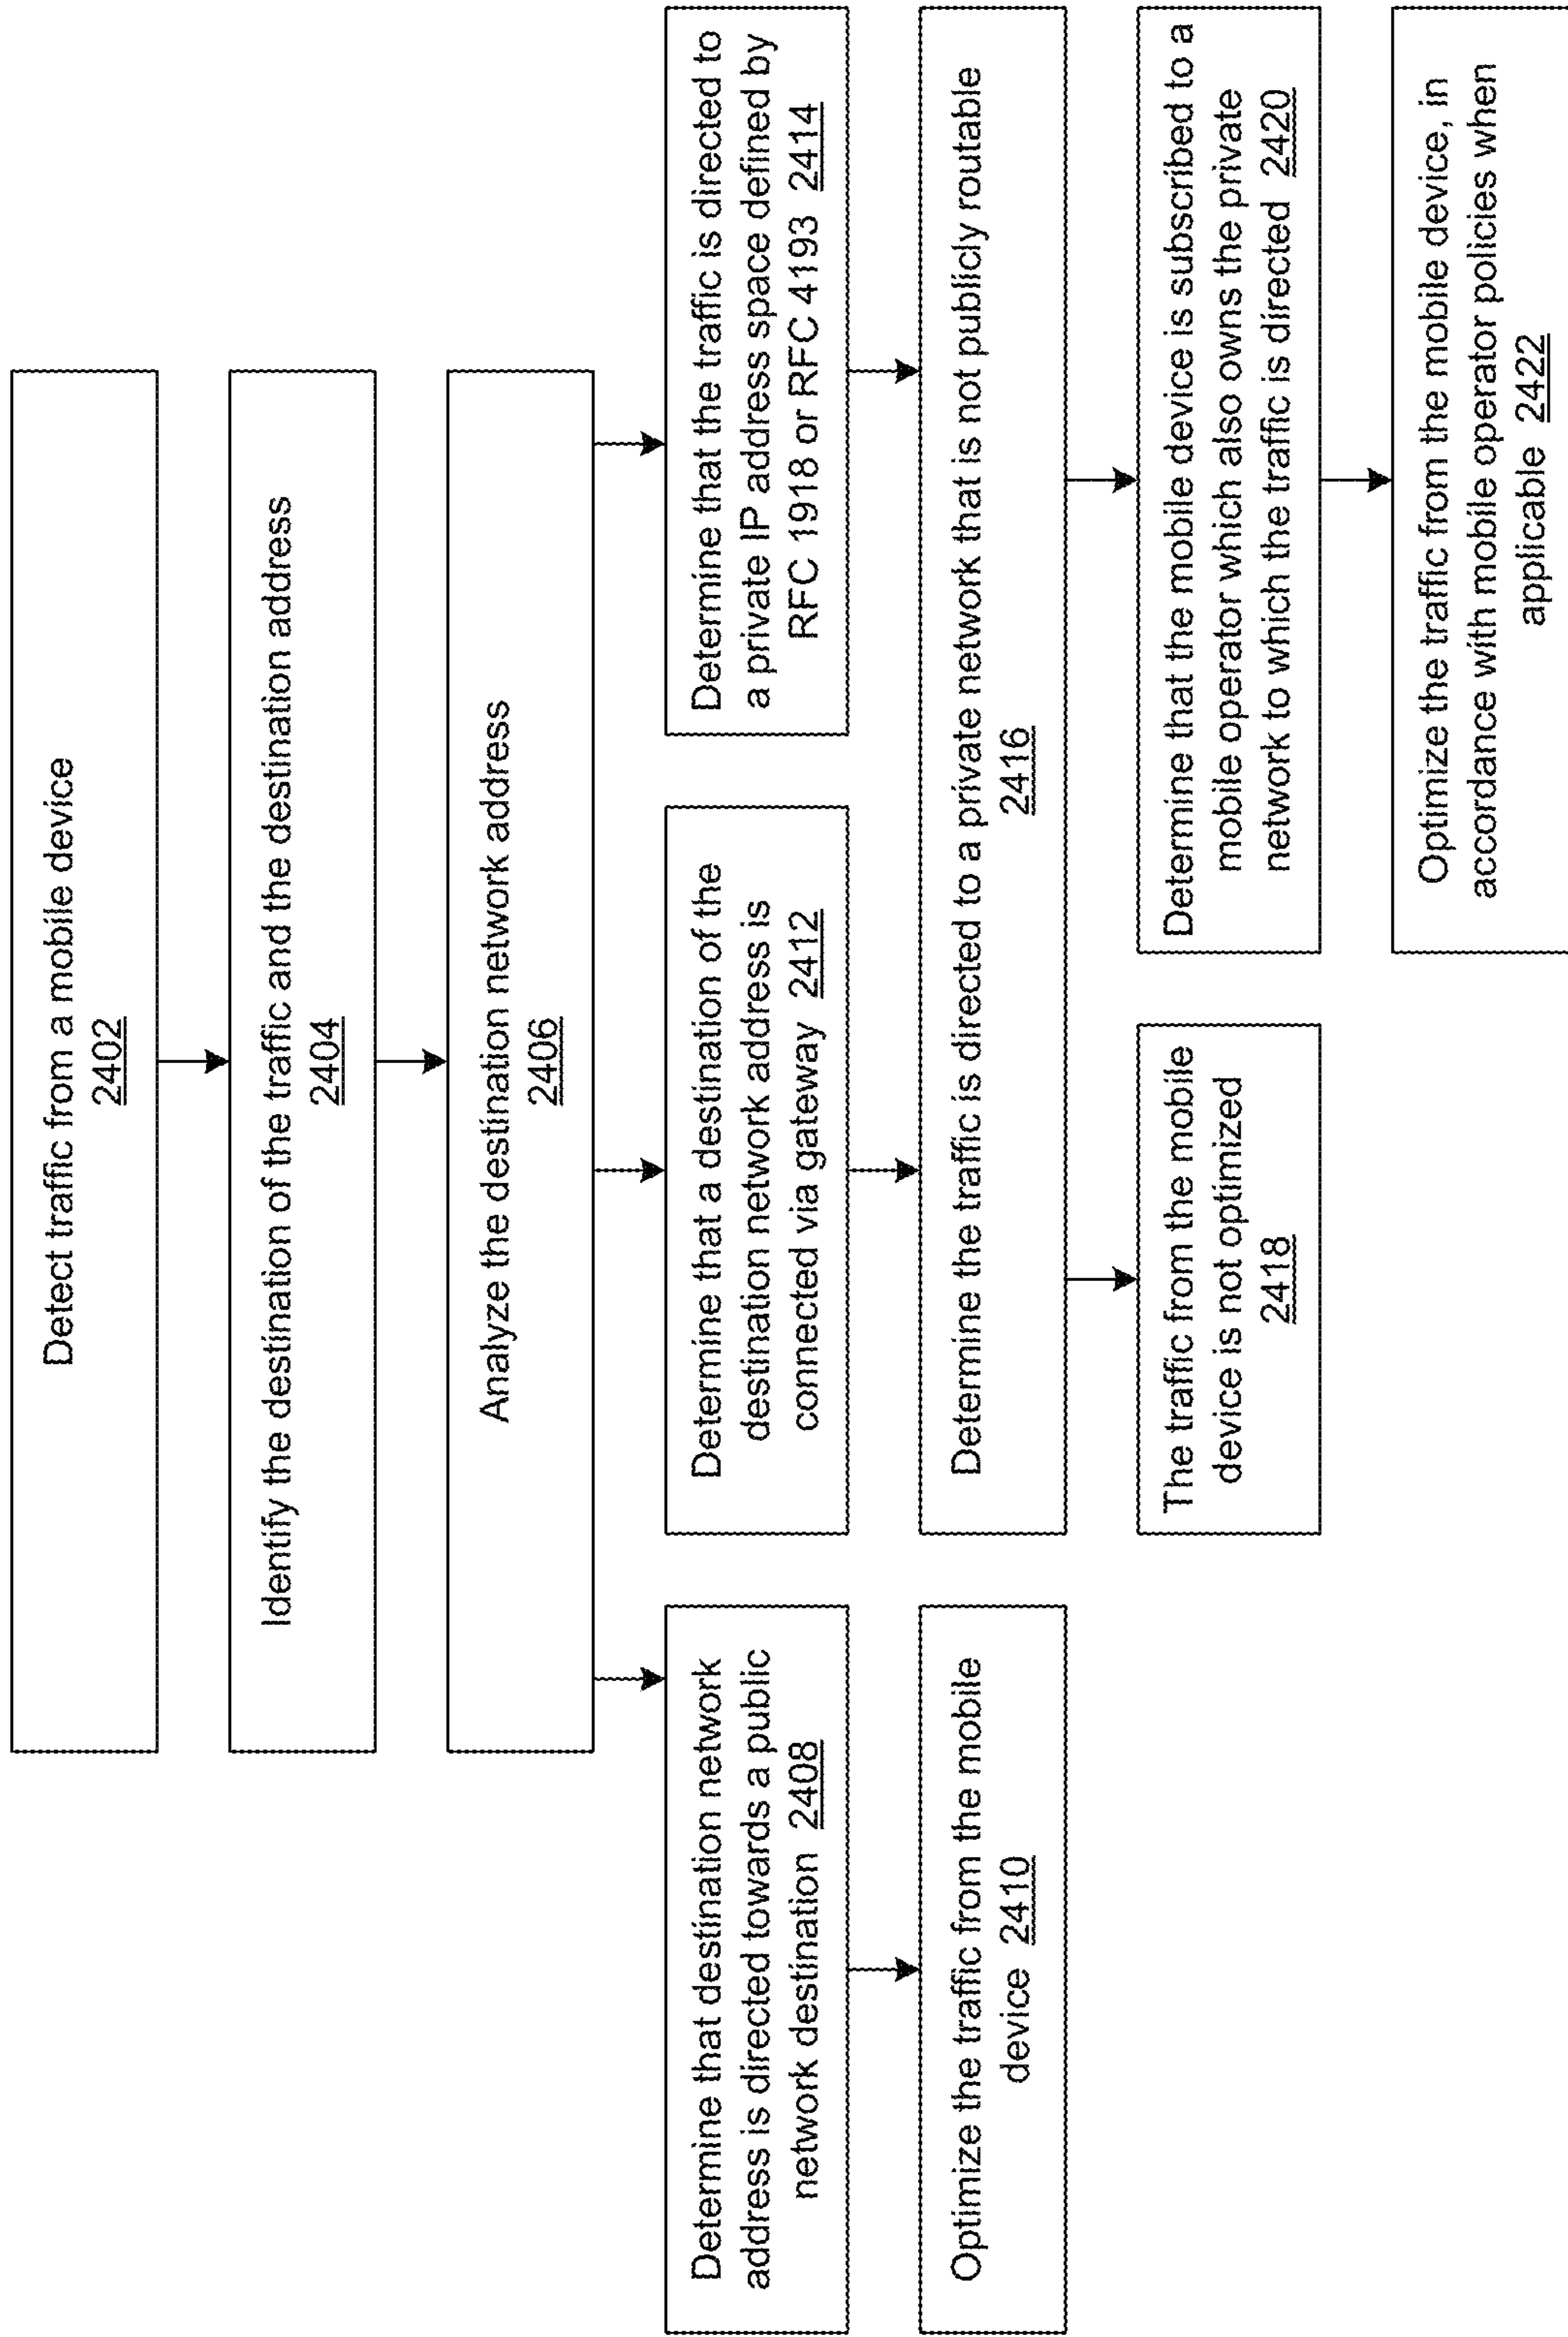 Detect traffic from a mobile device
2402
Identify the destination of the traffic and the destination address
2404
Analyze the destination network address
2406
Determine that destination network
address is directed towards a public
network destination 2408
Determine that a destination of the
destination network address is
connected via gateway 2412
Determine that the traffic is directed to
a private IP address space defined by
RFC 1918 or RFC 4193 2414
Optimize the traffic from the mobile
device 2410
Determine the traffic is directed to a private network that is not publicly routable
2416
The traffic from the mobile
device is not optimized
2418
Determine that the mobile device is subscribed to a
mobile operator which also owns the private
network to which the traffic is directed 2420
Optimize the traffic from the mobile device, in
accordance with mobile operator policies when
applicable 2422